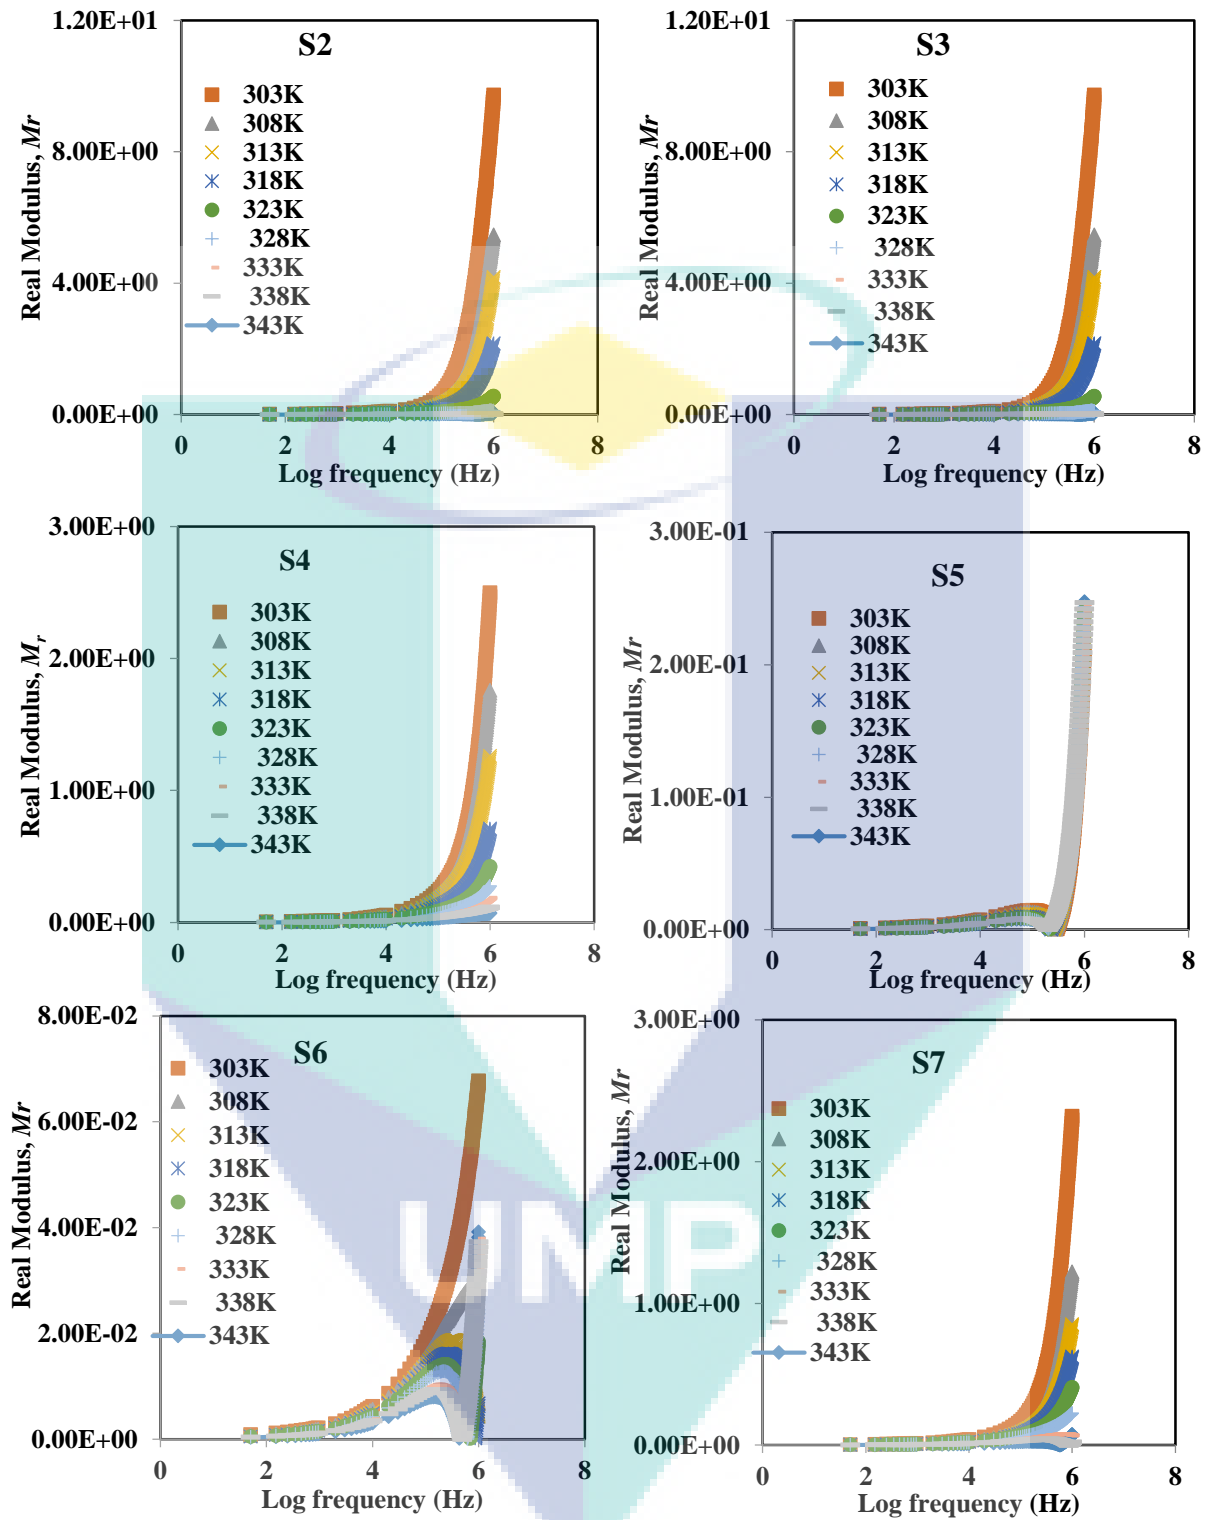 S2
303K
308K
313K
318K
323K
328K
333K
338K
343K
Real Modulus, Mr
1.20E+01
8.00E+00
4.00E+00
0.00E+00
0 2 4 6 8
Log frequency (Hz)
S3
303K
308K
313K
318K
323K
328K
333K
338K
343K
Real Modulus, Mr
1.20E+01
8.00E+00
4.00E+00
0.00E+00
0 2 4 6 8
Log frequency (Hz)
S4
303K
308K
313K
318K
323K
328K
333K
338K
343K
Real Modulus, Mr
3.00E+00
2.00E+00
1.00E+00
0.00E+00
0 2 4 6 8
Log frequency (Hz)
S5
303K
308K
313K
318K
323K
328K
333K
338K
343K
Real Modulus, Mr
3.00E-01
2.00E-01
1.00E-01
0.00E+00
0 2 4 6 8
Log frequency (Hz)
S6
303K
308K
313K
318K
323K
328K
333K
338K
343K
Real Modulus, Mr
8.00E-02
6.00E-02
4.00E-02
2.00E-02
0.00E+00
0 2 4 6 8
Log frequency (Hz)
S7
303K
308K
313K
318K
323K
328K
333K
338K
343K
Real Modulus, Mr
3.00E+00
2.00E+00
1.00E+00
0.00E+00
0 2 4 6 8
Log frequency (Hz)
UMP